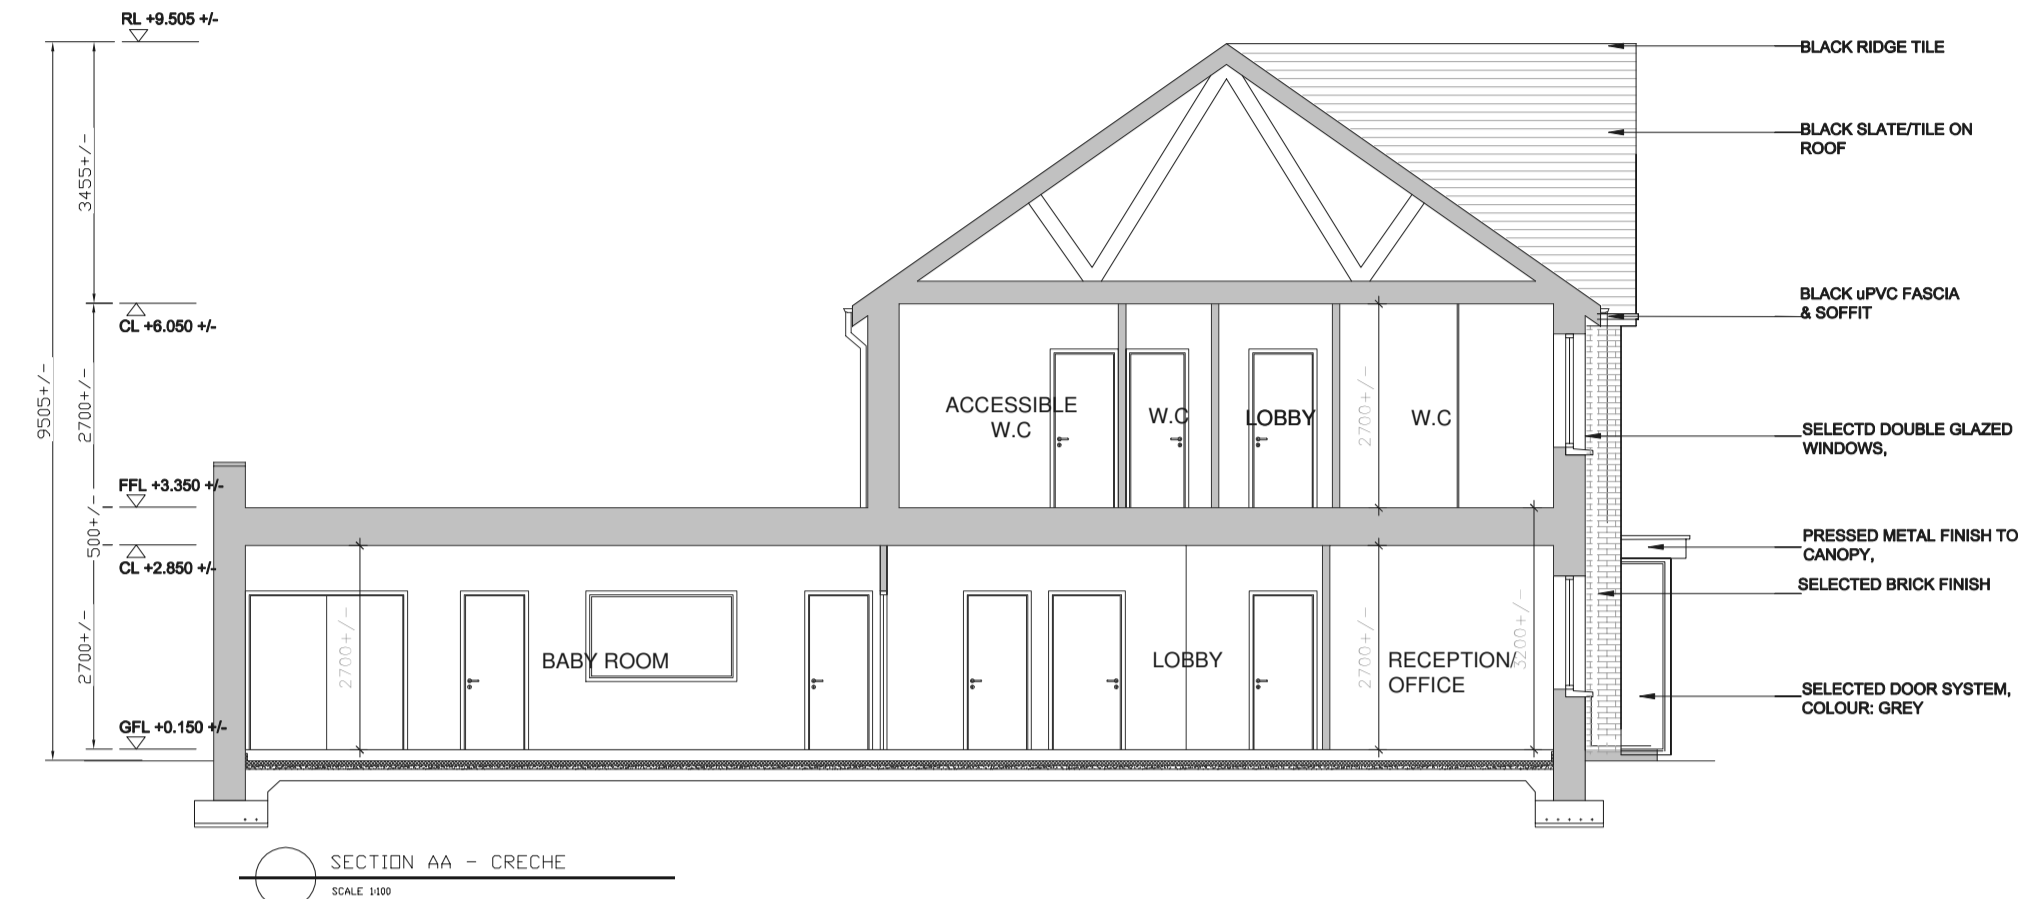 RL +9.505 +/-
BLACK RIDGE TILE
BLACK SLATE/TILE ON
ROOF
3455+/-
BLACK uPVC FASCIA
& SOFFIT
CL +6.050 +/-
9505+/-
2700+/-
ACCESSIBLE
W.C
W.C
LOBBY
2700+/-
W.C
SELECTD DOUBLE GLAZED
WINDOWS,
FFL +3.350 +/-
500+/-
CL +2.850 +/-
PRESSED METAL FINISH TO
CANOPY,
SELECTED BRICK FINISH
2700+/-
2700+/-
BABY ROOM
LOBBY
2700+/-
RECEPTION/
OFFICE
3200+/-
SELECTED DOOR SYSTEM,
COLOUR: GREY
GFL +0.150 +/-
SECTION AA - CRECHE
SCALE 1:100